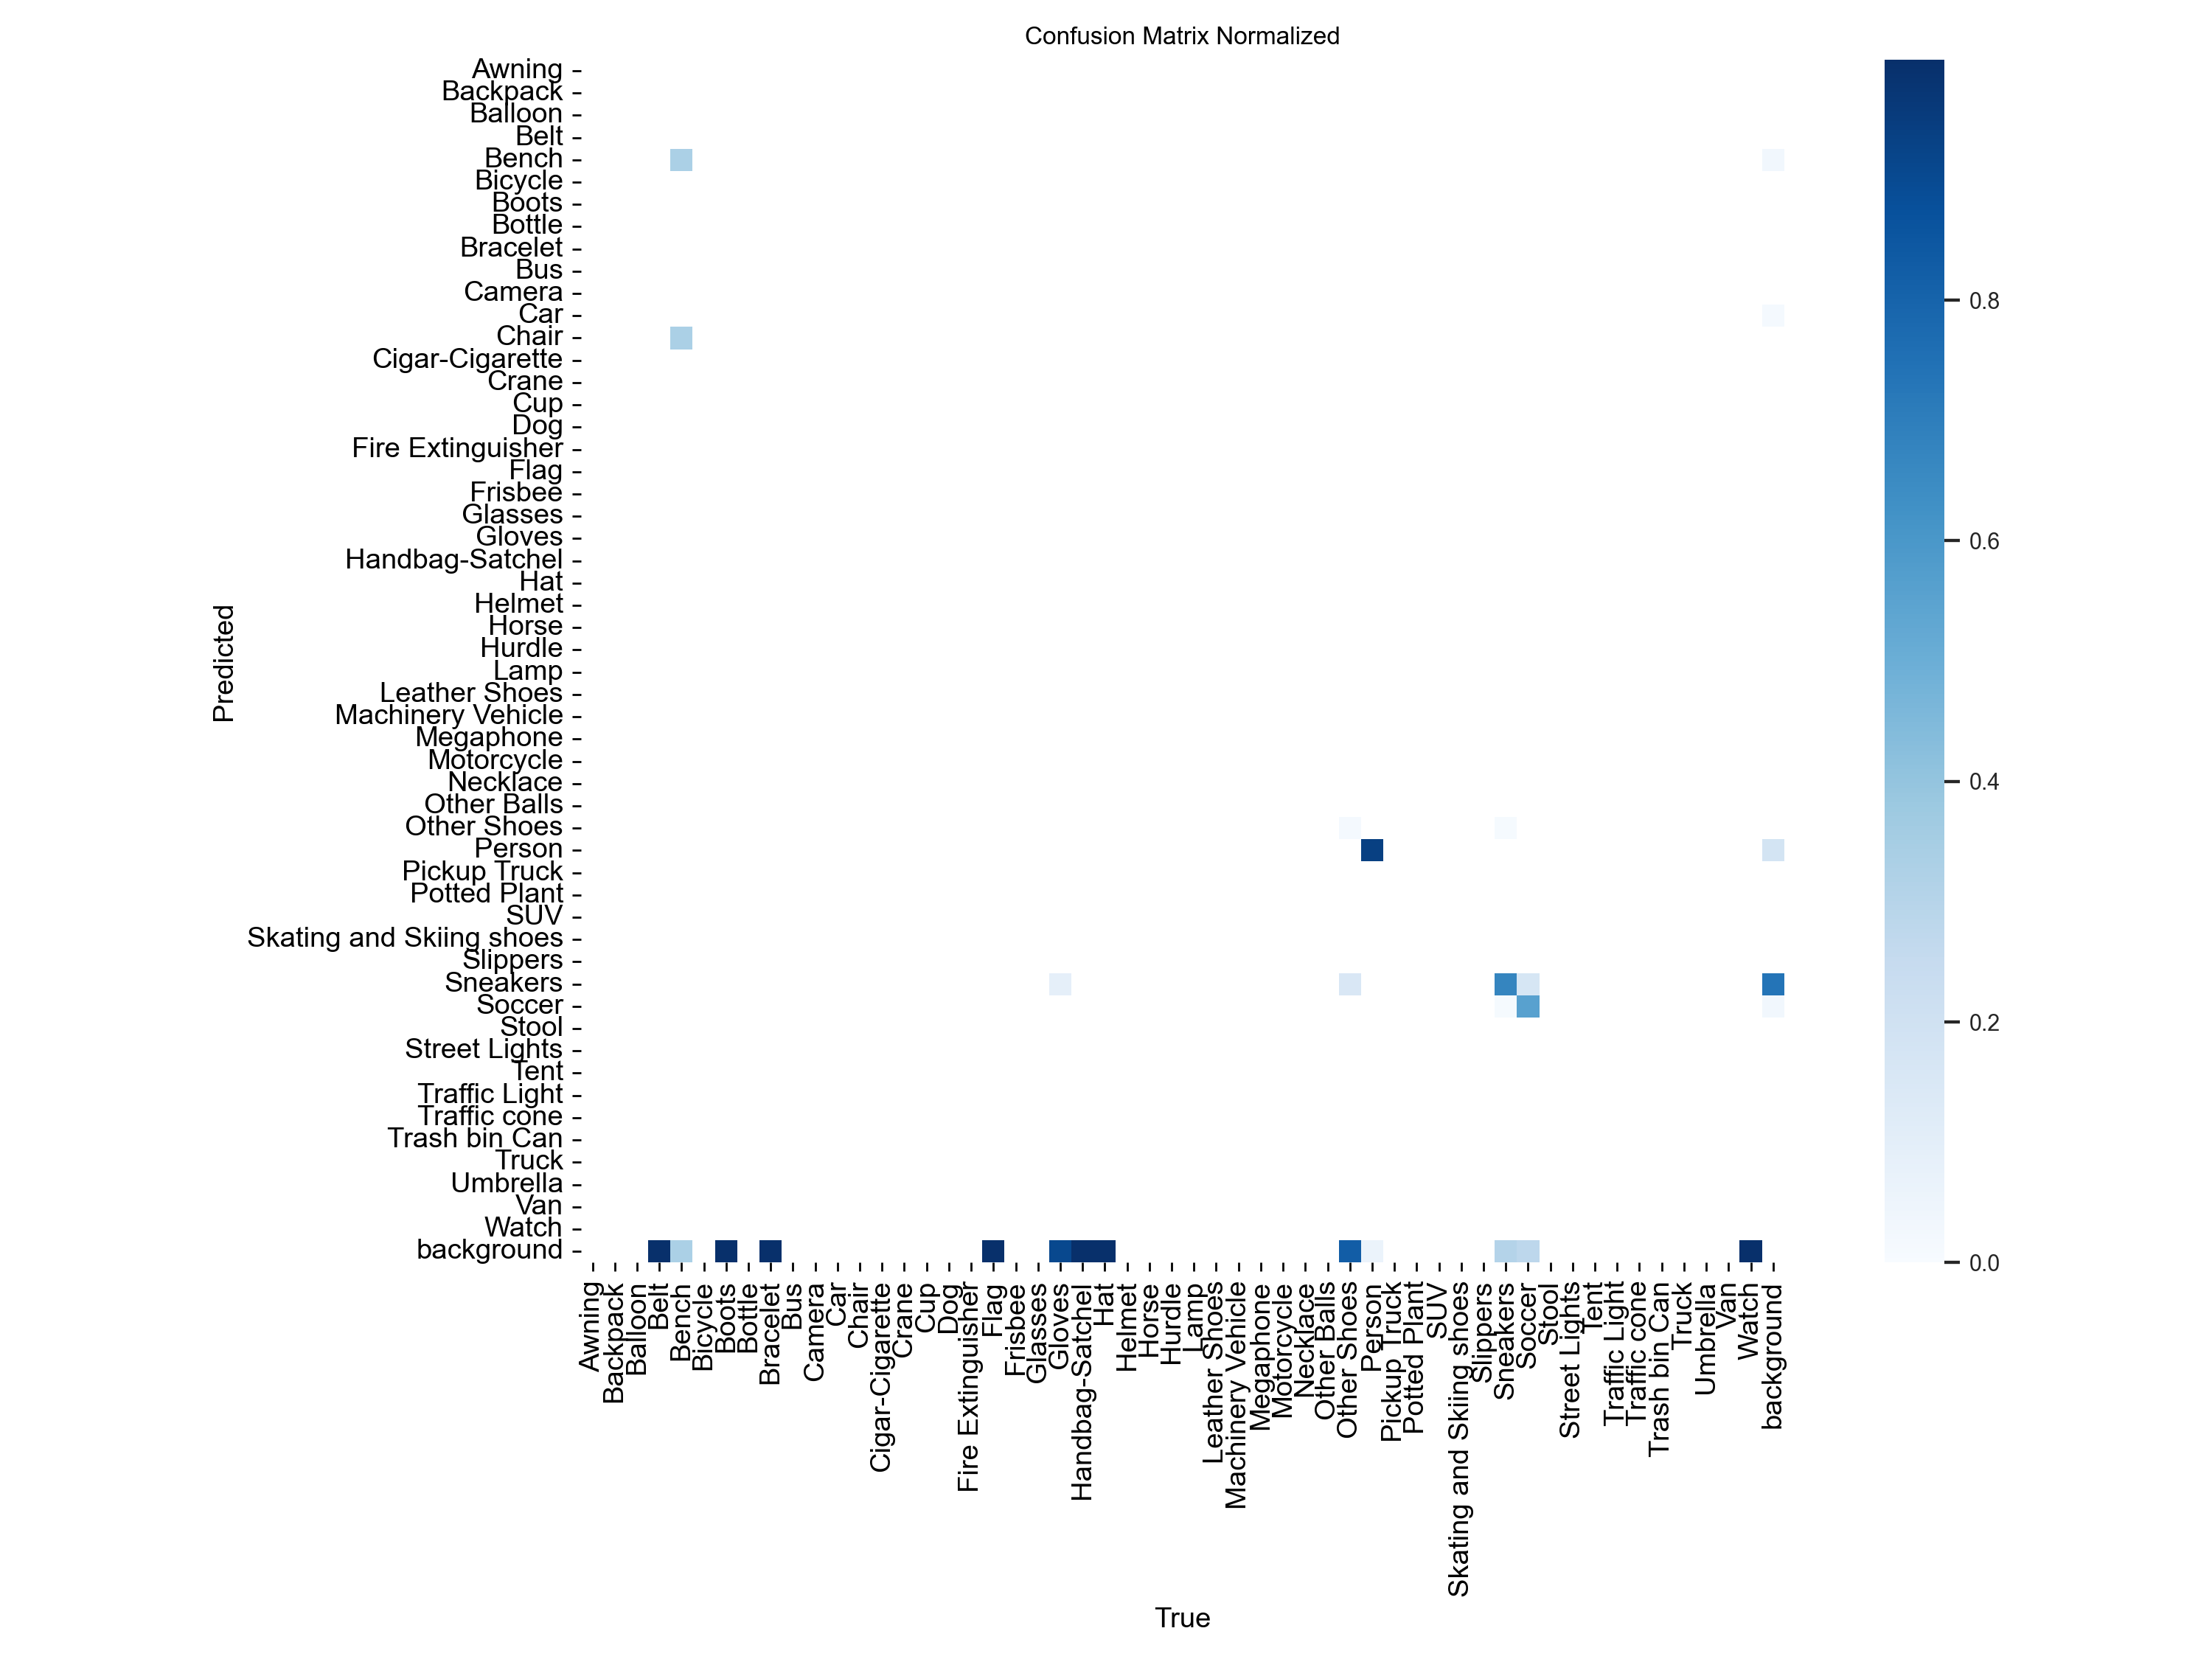 Confusion Matrix Normalized
Awning
Backpack
Balloon
Belt
Bench
Bicycle
Boots
Bottle
Bracelet
Bus
Camera
Car
Chair
Cigar-Cigarette
Crane
Cup
Dog
Fire Extinguisher
Flag
Frisbee
Glasses
Gloves
Handbag-Satchel
Hat
Helmet
Horse
Hurdle
Lamp
Leather Shoes
Machinery Vehicle
Megaphone
Motorcycle
Necklace
Other Balls
Other Shoes
Person
Pickup Truck
Potted Plant
SUV
Skating and Skiing shoes
Slippers
Sneakers
Soccer
Stool
Street Lights
Tent
Traffic Light
Traffic cone
Trash bin Can
Truck
Umbrella
Van
Watch
background
Predicted
Awning
Backpack
Balloon
Belt
Bench
Bicycle
Boots
Bottle
Bracelet
Bus
Camera
Car
Chair
Cigar-Cigarette
Crane
Cup
Dog
Fire Extinguisher
Flag
Frisbee
Glasses
Gloves
Handbag-Satchel
Hat
Helmet
Horse
Hurdle
Lamp
Leather Shoes
Machinery Vehicle
Megaphone
Motorcycle
Necklace
Other Balls
Other Shoes
Person
Pickup Truck
Potted Plant
SUV
Skating and Skiing shoes
Slippers
Sneakers
Soccer
Stool
Street Lights
Tent
Traffic Light
Traffic cone
Trash bin Can
Truck
Umbrella
Van
Watch
background
True
0.8
0.6
0.4
0.2
0.0